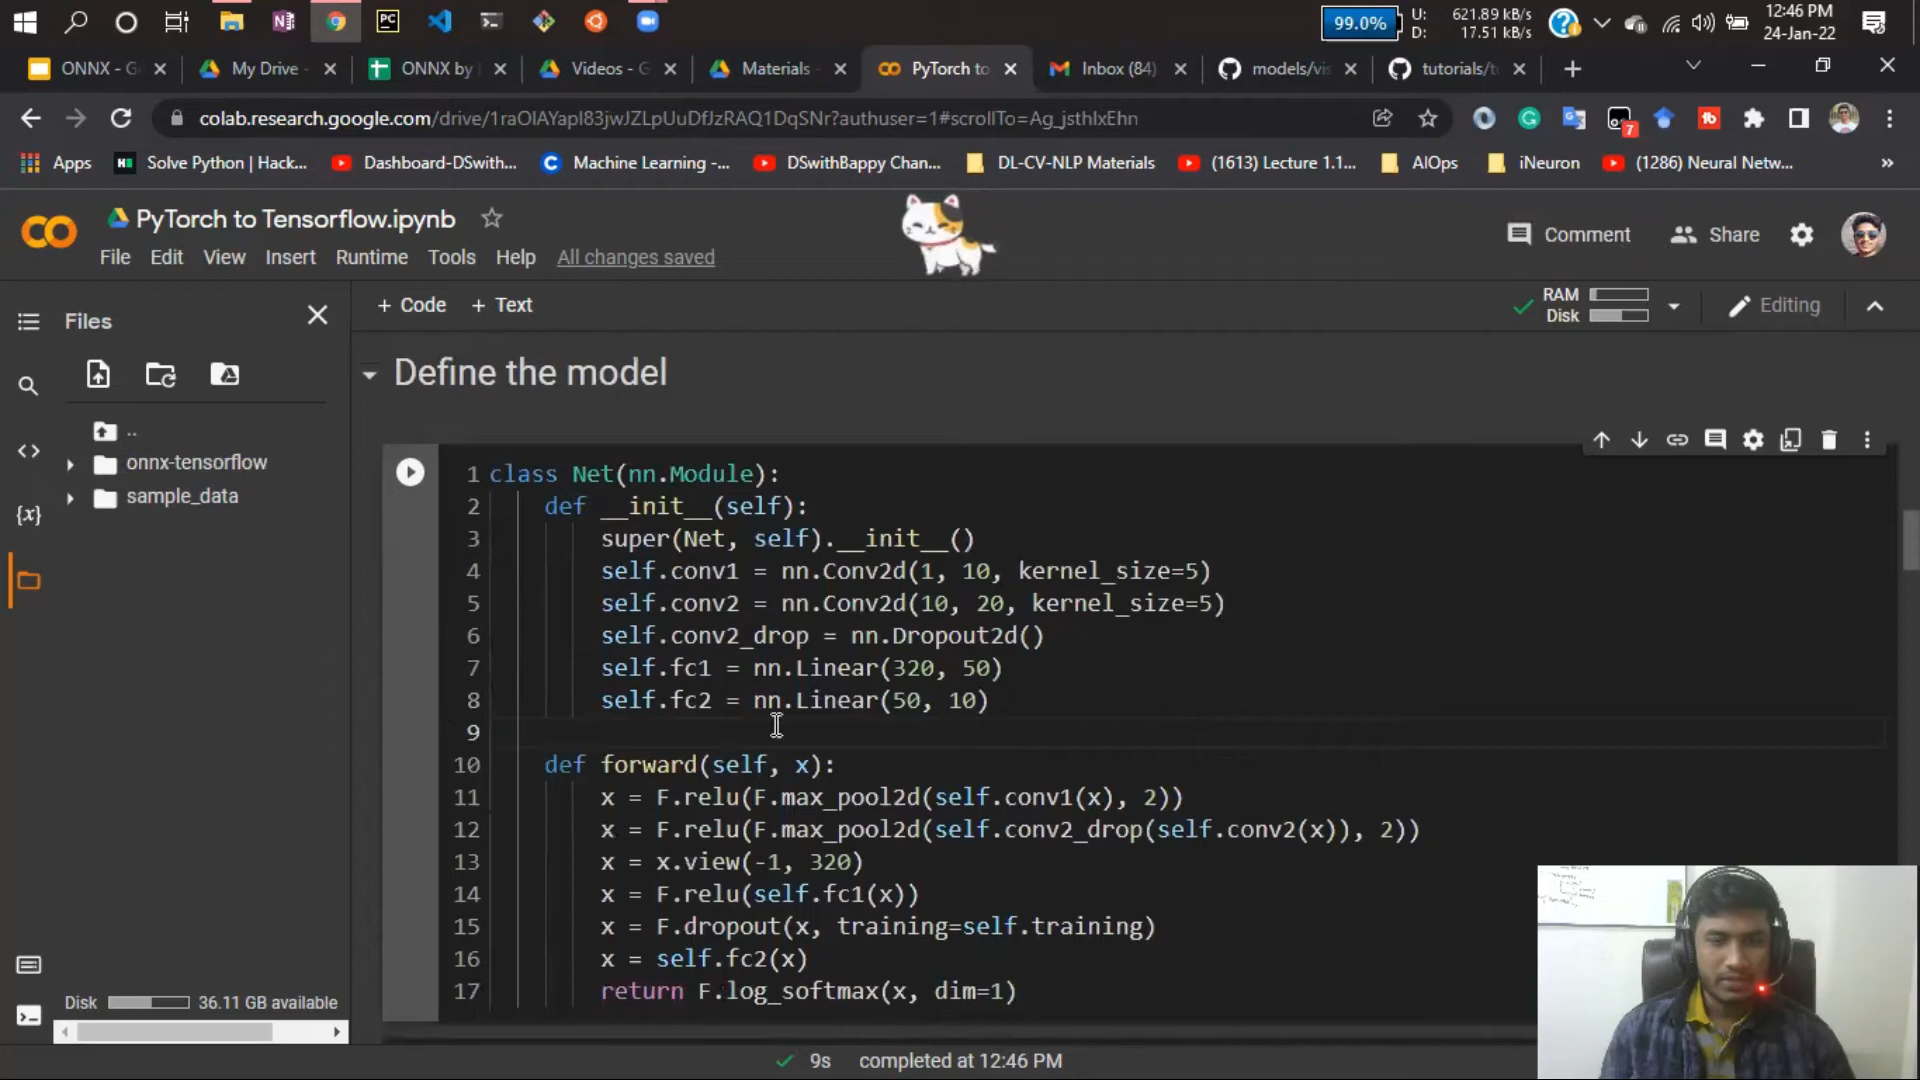 99.0%
U: 621.89 kB/s
D: 17.51 kB/s
12:46 PM
24-Jan-22
ONNX - G
My Drive -
ONNX by
Videos - G
Materials
PyTorch to
Inbox (84)
models/vis
tutorials/t
colab.research.google.com/drive/1raOlAYapI83jwJZLpUuDfJzRAQ1DqSNr?authuser=1#scrollTo=Ag_jsthlxEhn
7
Apps
Solve Python | Hack...
Dashboard-DSwith...
Machine Learning -...
DSwithBappy Chan...
DL-CV-NLP Materials
(1613) Lecture 1.1...
AIOps
iNeuron
(1286) Neural Netw...
»
PyTorch to Tensorflow.ipynb
Comment
Share
File Edit View Insert Runtime Tools Help All changes saved
+ Code + Text
RAM
Disk
Editing
Files
..
onnx-tensorflow
sample_data
{x}
Disk 36.11 GB available
Define the model
1 class Net(nn.Module):
2 def __init__(self):
3 super(Net, self).__init__()
4 self.conv1 = nn.Conv2d(1, 10, kernel_size=5)
5 self.conv2 = nn.Conv2d(10, 20, kernel_size=5)
6 self.conv2_drop = nn.Dropout2d()
7 self.fc1 = nn.Linear(320, 50)
8 self.fc2 = nn.Linear(50, 10)
9
10 def forward(self, x):
11 x = F.relu(F.max_pool2d(self.conv1(x), 2))
12 x = F.relu(F.max_pool2d(self.conv2_drop(self.conv2(x)), 2))
13 x = x.view(-1, 320)
14 x = F.relu(self.fc1(x))
15 x = F.dropout(x, training=self.training)
16 x = self.fc2(x)
17 return F.log_softmax(x, dim=1)
9s completed at 12:46 PM